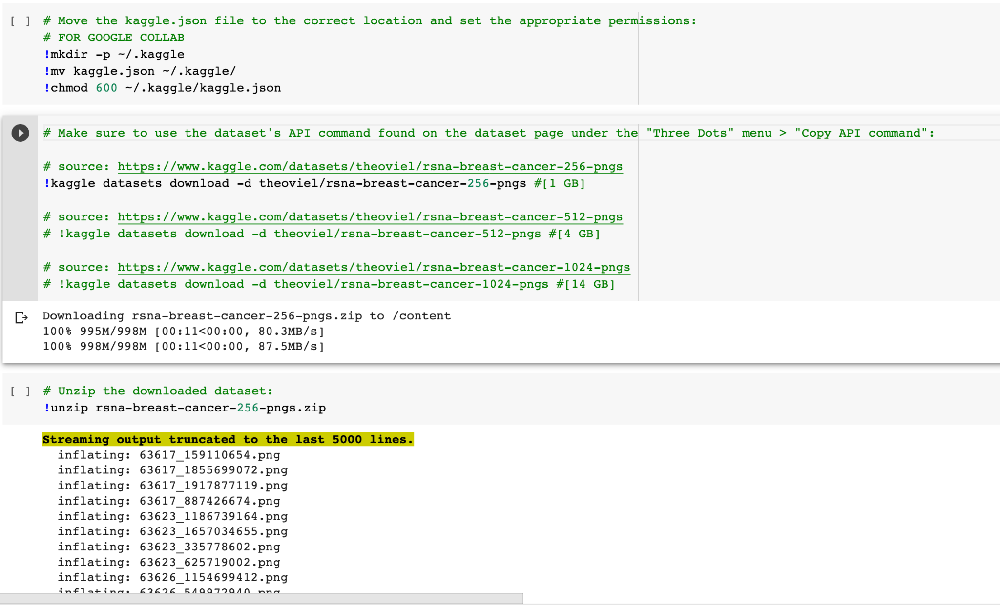 [ ] # Move the kaggle.json file to the correct location and set the appropriate permissions:
# FOR GOOGLE COLLAB
!mkdir -p ~/.kaggle
!mv kaggle.json ~/.kaggle/
!chmod 600 ~/.kaggle/kaggle.json
# Make sure to use the dataset's API command found on the dataset page under the "Three Dots" menu > "Copy API command":
# source: https://www.kaggle.com/datasets/theoviel/rsna-breast-cancer-256-pngs
!kaggle datasets download -d theoviel/rsna-breast-cancer-256-pngs #[1 GB]
# source: https://www.kaggle.com/datasets/theoviel/rsna-breast-cancer-512-pngs
# !kaggle datasets download -d theoviel/rsna-breast-cancer-512-pngs #[4 GB]
# source: https://www.kaggle.com/datasets/theoviel/rsna-breast-cancer-1024-pngs
# !kaggle datasets download -d theoviel/rsna-breast-cancer-1024-pngs #[14 GB]
Downloading rsna-breast-cancer-256-pngs.zip to /content
100% 995M/998M [00:11<00:00, 80.3MB/s]
100% 998M/998M [00:11<00:00, 87.5MB/s]
[ ] # Unzip the downloaded dataset:
!unzip rsna-breast-cancer-256-pngs.zip
Streaming output truncated to the last 5000 lines.
inflating: 63617_159110654.png
inflating: 63617_1855699072.png
inflating: 63617_1917877119.png
inflating: 63617_887426674.png
inflating: 63623_1186739164.png
inflating: 63623_1657034655.png
inflating: 63623_335778602.png
inflating: 63623_625719002.png
inflating: 63626_1154699412.png
inflating: 63626_549972940.png